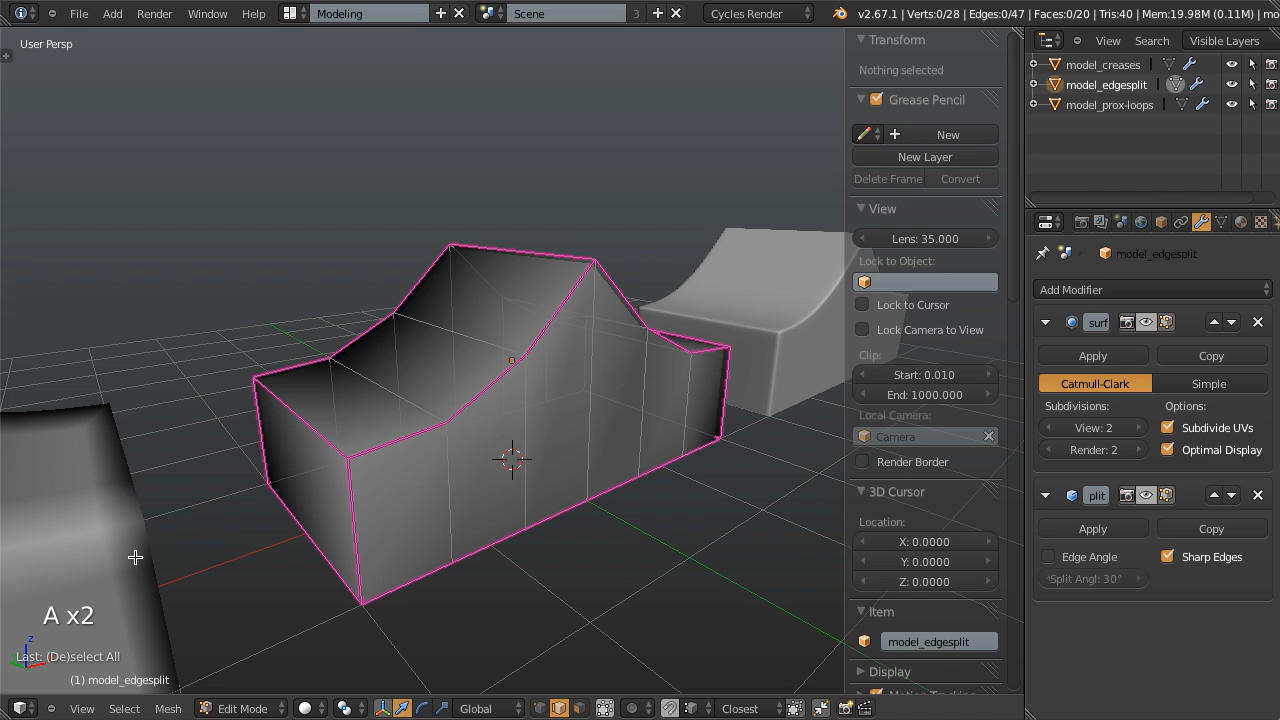 File Add Render Window Help Modeling Scene 3 Cycles Render v2.67.1 | Verts:0/28 | Edges:0/47 | Faces:0/20 | Tris:40 | Mem:19.98M (0.11M) | mo
User Persp
Transform
Nothing selected
Grease Pencil
New
New Layer
Delete Frame Convert
View
Lens: 35.000
Lock to Object:
Lock to Cursor
Lock Camera to View
Clip:
Start: 0.010
End: 1000.000
Local Camera:
Camera
Render Border
3D Cursor
Location:
X: 0.0000
Y: 0.0000
Z: 0.0000
Item
model_edgesplit
Display
Motion Tracking
View Search Visible Layers
model_creases
model_edgesplit
model_prox-loops
model_edgesplit
Add Modifier
surf
Apply Copy
Catmull-Clark Simple
Subdivisions: Options:
View: 2 Subdivide UVs
Render: 2 Optimal Display
plit
Apply Copy
Edge Angle Sharp Edges
Split Angl: 30°
A x2
z
Last: (De)select All
(1) model_edgesplit
View Select Mesh Edit Mode Global Closest